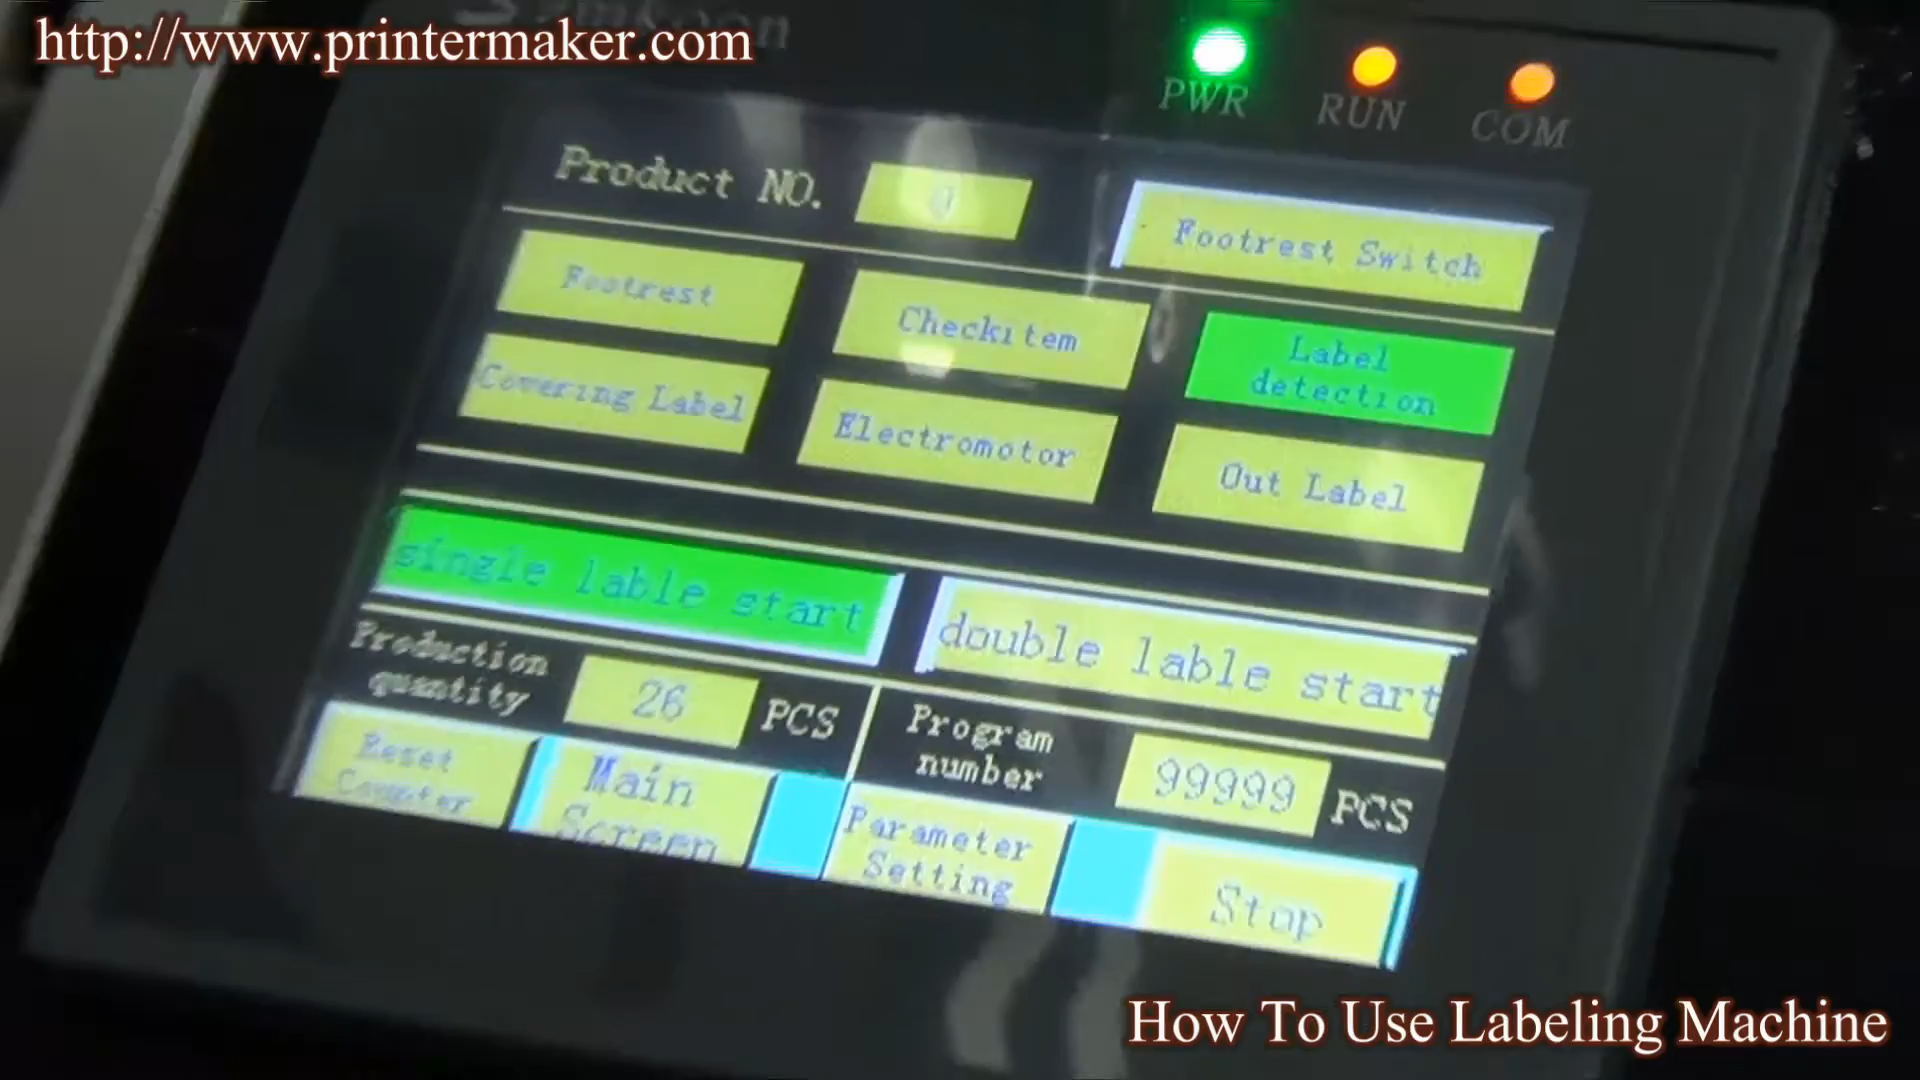 http://www.printermaker.com
PWR RUN COM
Product NO. 0
Footrest Switch
Footrest
Checkitem
Label
detection
Covering Label
Electromotor
Out Label
single lable start
double lable start
Production
quantity
26 PCS
Program
number
99999 PCS
Reset
Counter
Main
Screen
Parameter
Setting
Stop
How To Use Labeling Machine